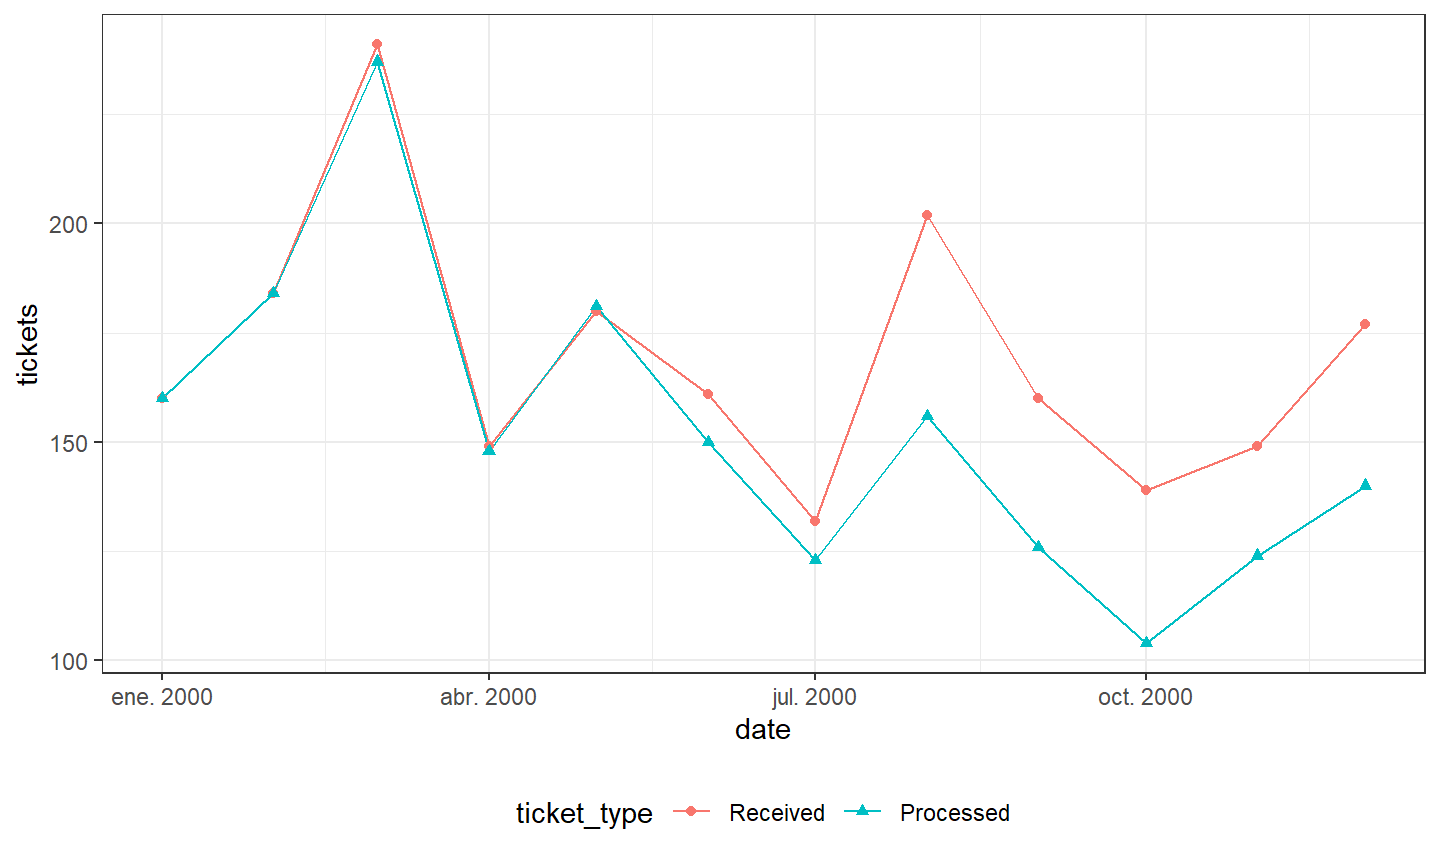 tickets
200
150
100
ene. 2000 abr. 2000 jul. 2000 oct. 2000
date
ticket_type Received Processed